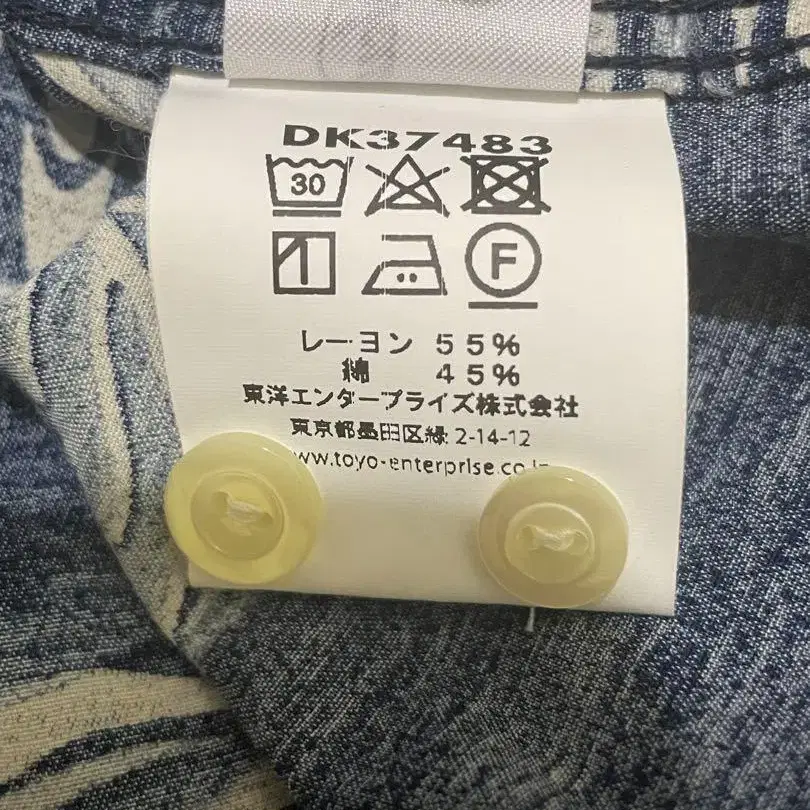 DK37483
30
F
レーヨン 55%
綿 45%
東洋エンタープライズ株式会社
東京都墨田区緑 2-14-12
www.toyo-enterprise.co.jp